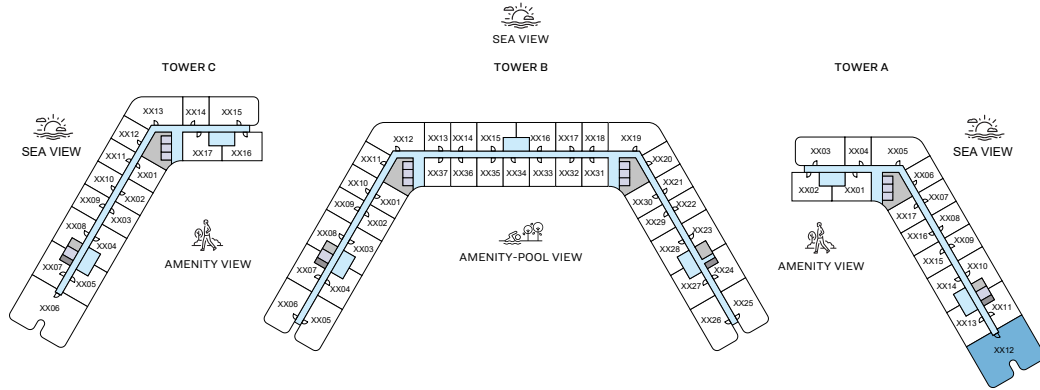 SEA VIEW
TOWER C
TOWER B
TOWER A
SEA VIEW
XX13
XX14
XX15
XX12
XX11
XX10
XX09
XX08
XX07
XX06
XX05
XX04
XX03
XX02
XX01
XX17
XX16
AMENITY VIEW
XX12
XX13
XX14
XX15
XX16
XX17
XX18
XX19
XX11
XX10
XX09
XX08
XX07
XX06
XX05
XX04
XX03
XX02
XX01
XX37
XX36
XX35
XX34
XX33
XX32
XX31
XX30
XX29
XX28
XX27
XX26
XX20
XX21
XX22
XX23
XX24
XX25
AMENITY-POOL VIEW
SEA VIEW
XX03
XX04
XX05
XX02
XX01
XX06
XX07
XX08
XX09
XX10
XX11
XX12
XX17
XX16
XX15
XX14
XX13
AMENITY VIEW